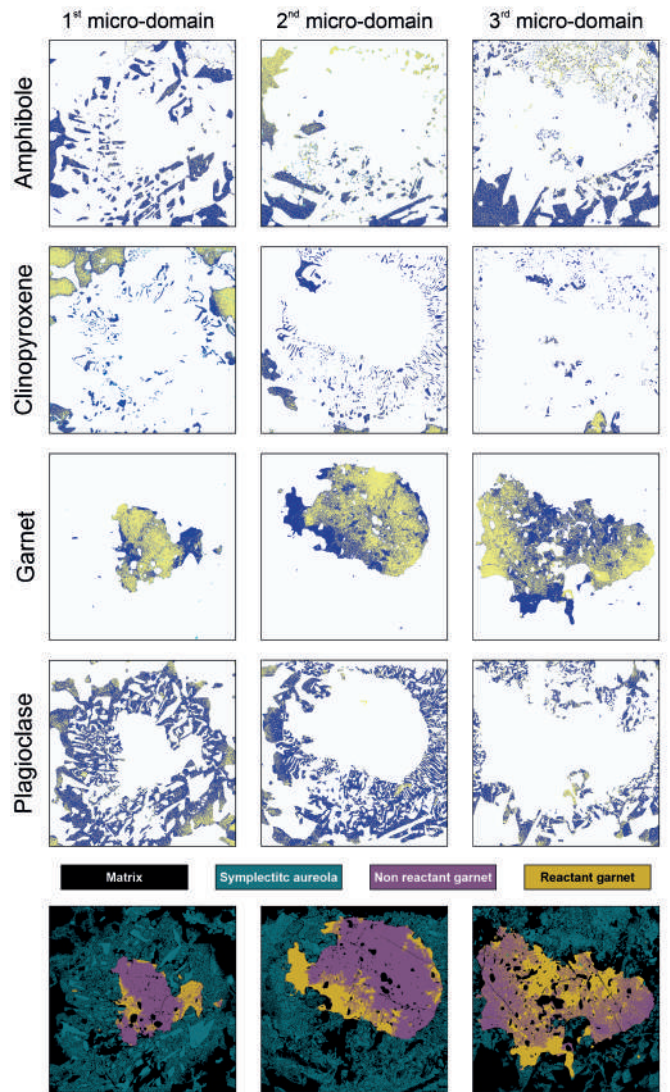 1st micro-domain 2nd micro-domain 3rd micro-domain
Amphibole
Clinopyroxene
Garnet
Plagioclase
Matrix Symplectitc aureola Non reactant garnet Reactant garnet